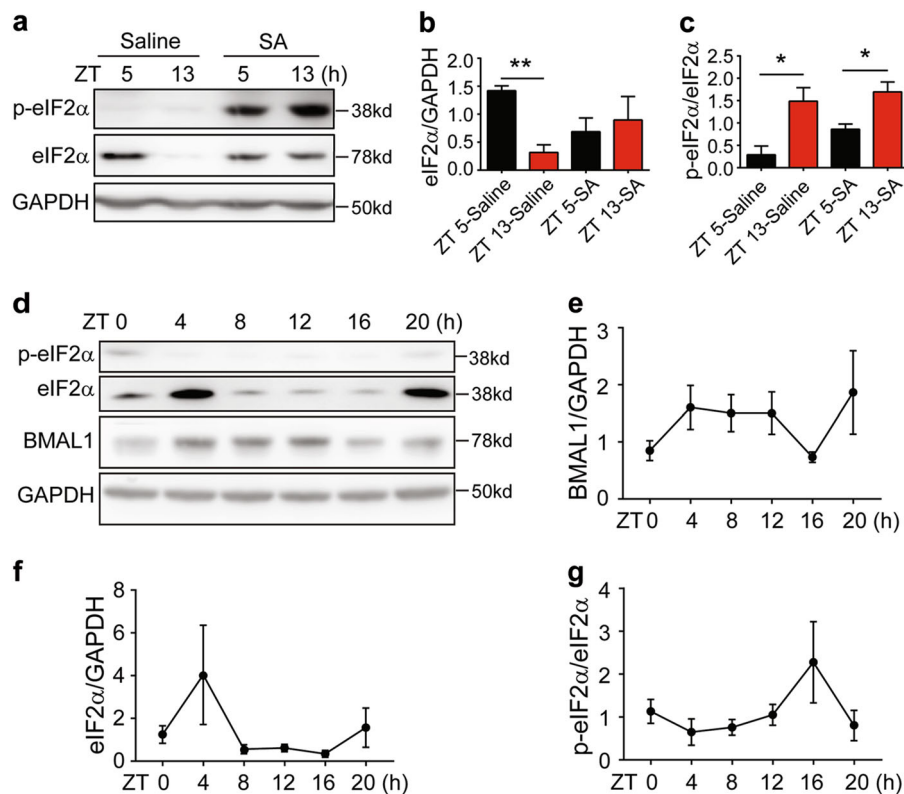 a
Saline SA
ZT 5 13 5 13 (h)
p-eIF2α 38kd
eIF2α 78kd
GAPDH 50kd
b
**
eIF2α/GAPDH
1.5
1.0
0.5
0.0
ZT 5-Saline
ZT 13-Saline
ZT 5-SA
ZT 13-SA
c
* *
p-eIF2α/eIF2α
2.5
2.0
1.5
1.0
0.5
0.0
ZT 5-Saline
ZT 13-Saline
ZT 5-SA
ZT 13-SA
d
ZT 0 4 8 12 16 20 (h)
p-eIF2α 38kd
eIF2α 38kd
BMAL1 78kd
GAPDH 50kd
e
BMAL1/GAPDH
3
2
1
0
ZT 0 4 8 12 16 20 (h)
f
eIF2α/GAPDH
8
6
4
2
0
ZT 0 4 8 12 16 20 (h)
g
p-eIF2α/eIF2α
4
3
2
1
0
ZT 0 4 8 12 16 20 (h)